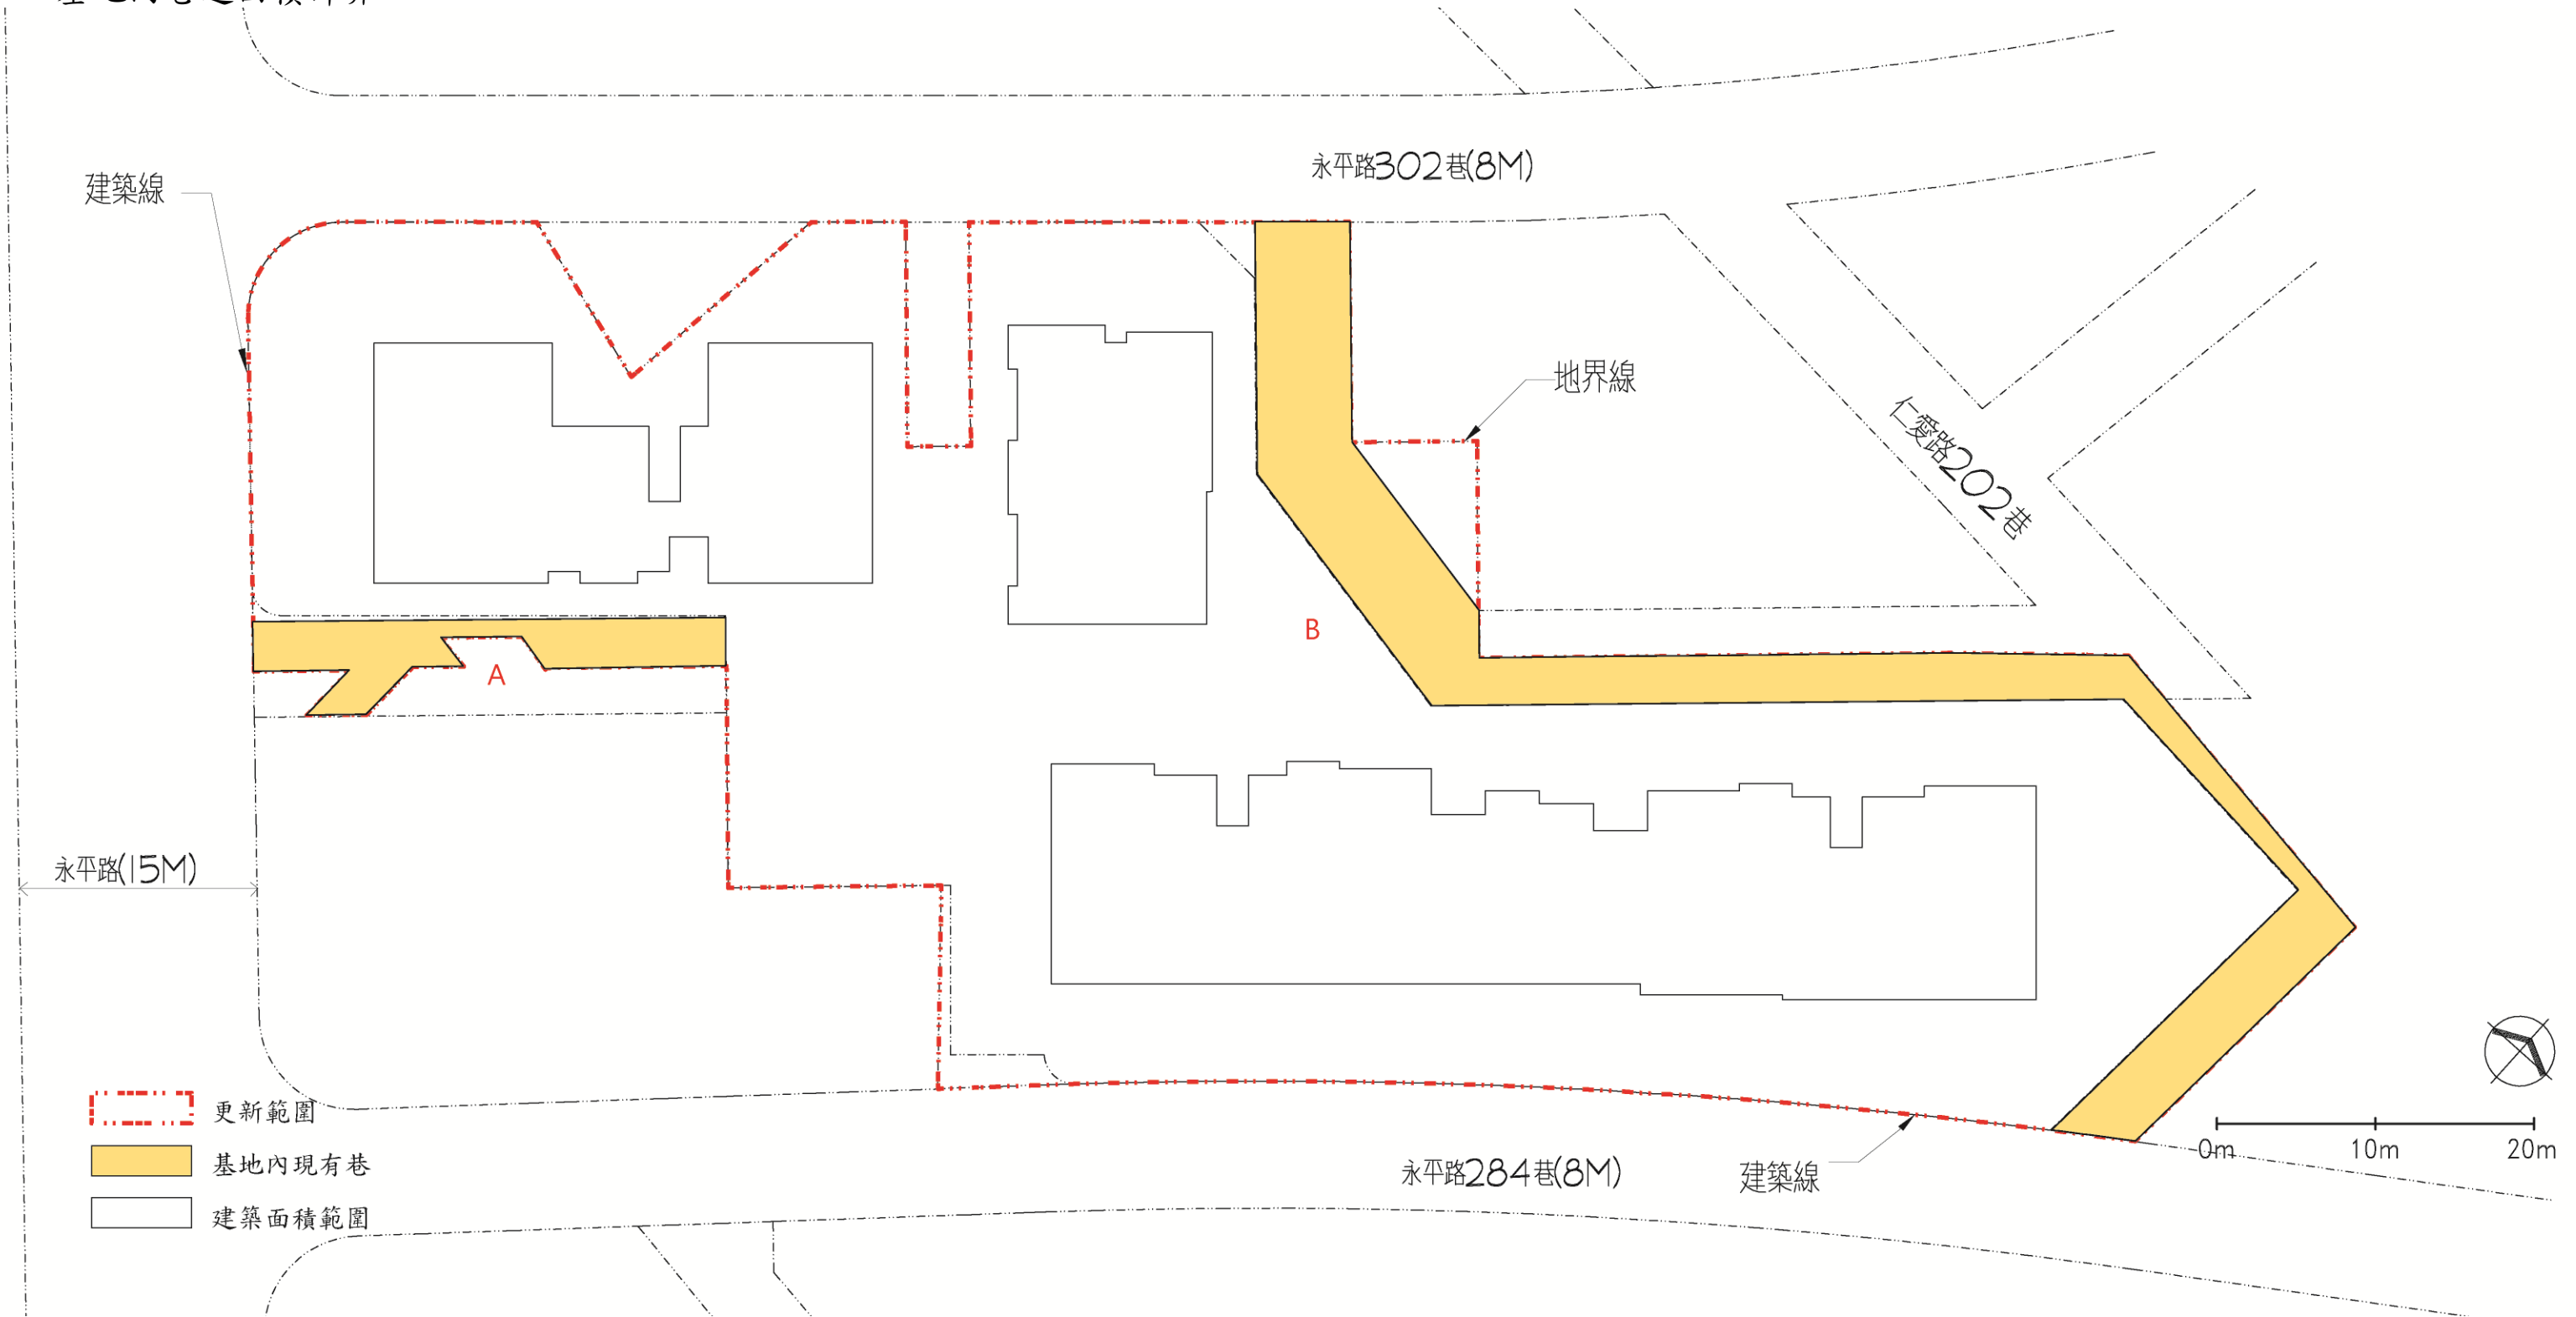 永平路302巷(8M)
建築線
地界線
仁愛路202巷
B
A
永平路(15M)
更新範圍
基地內現有巷
建築面積範圍
永平路284巷(8M)
建築線
0m 10m 20m